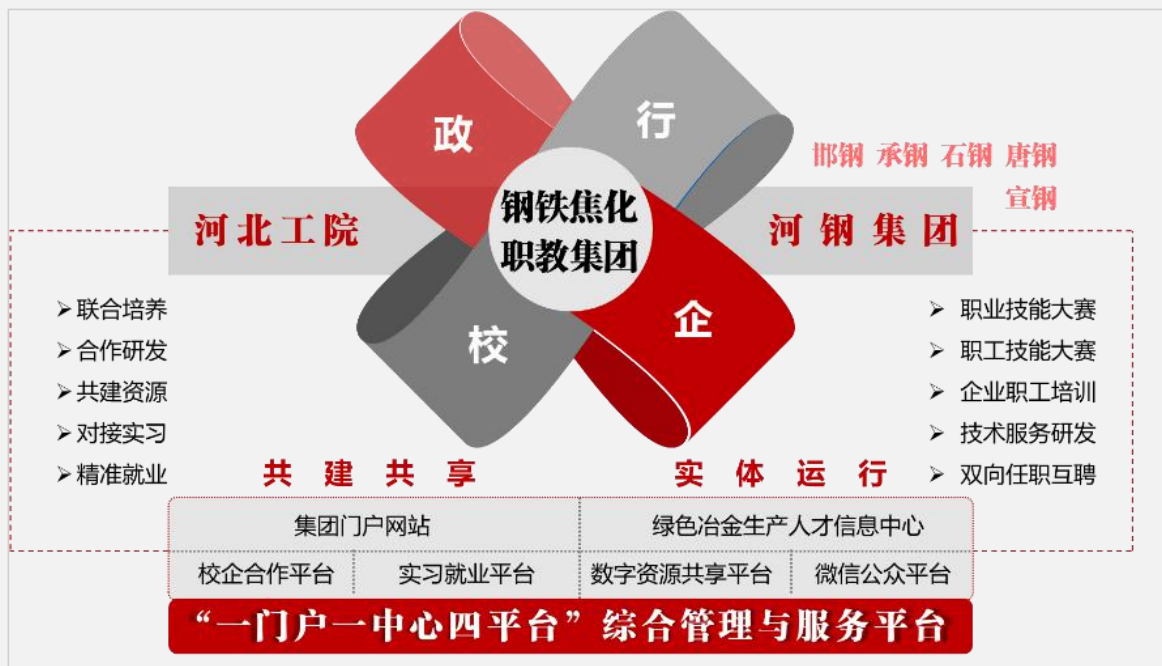 政
行
邯钢 承钢 石钢 唐钢
宣钢
钢铁焦化
职教集团
河北工院
河钢集团
校
企
➢联合培养
➢合作研发
➢共建资源
➢对接实习
➢精准就业
➢ 职业技能大赛
➢ 职工技能大赛
➢ 企业职工培训
➢ 技术服务研发
➢ 双向任职互聘
共建共享
实体运行
集团门户网站
绿色冶金生产人才信息中心
校企合作平台
实习就业平台
数字资源共享平台
微信公众平台
“一门户一中心四平台”综合管理与服务平台